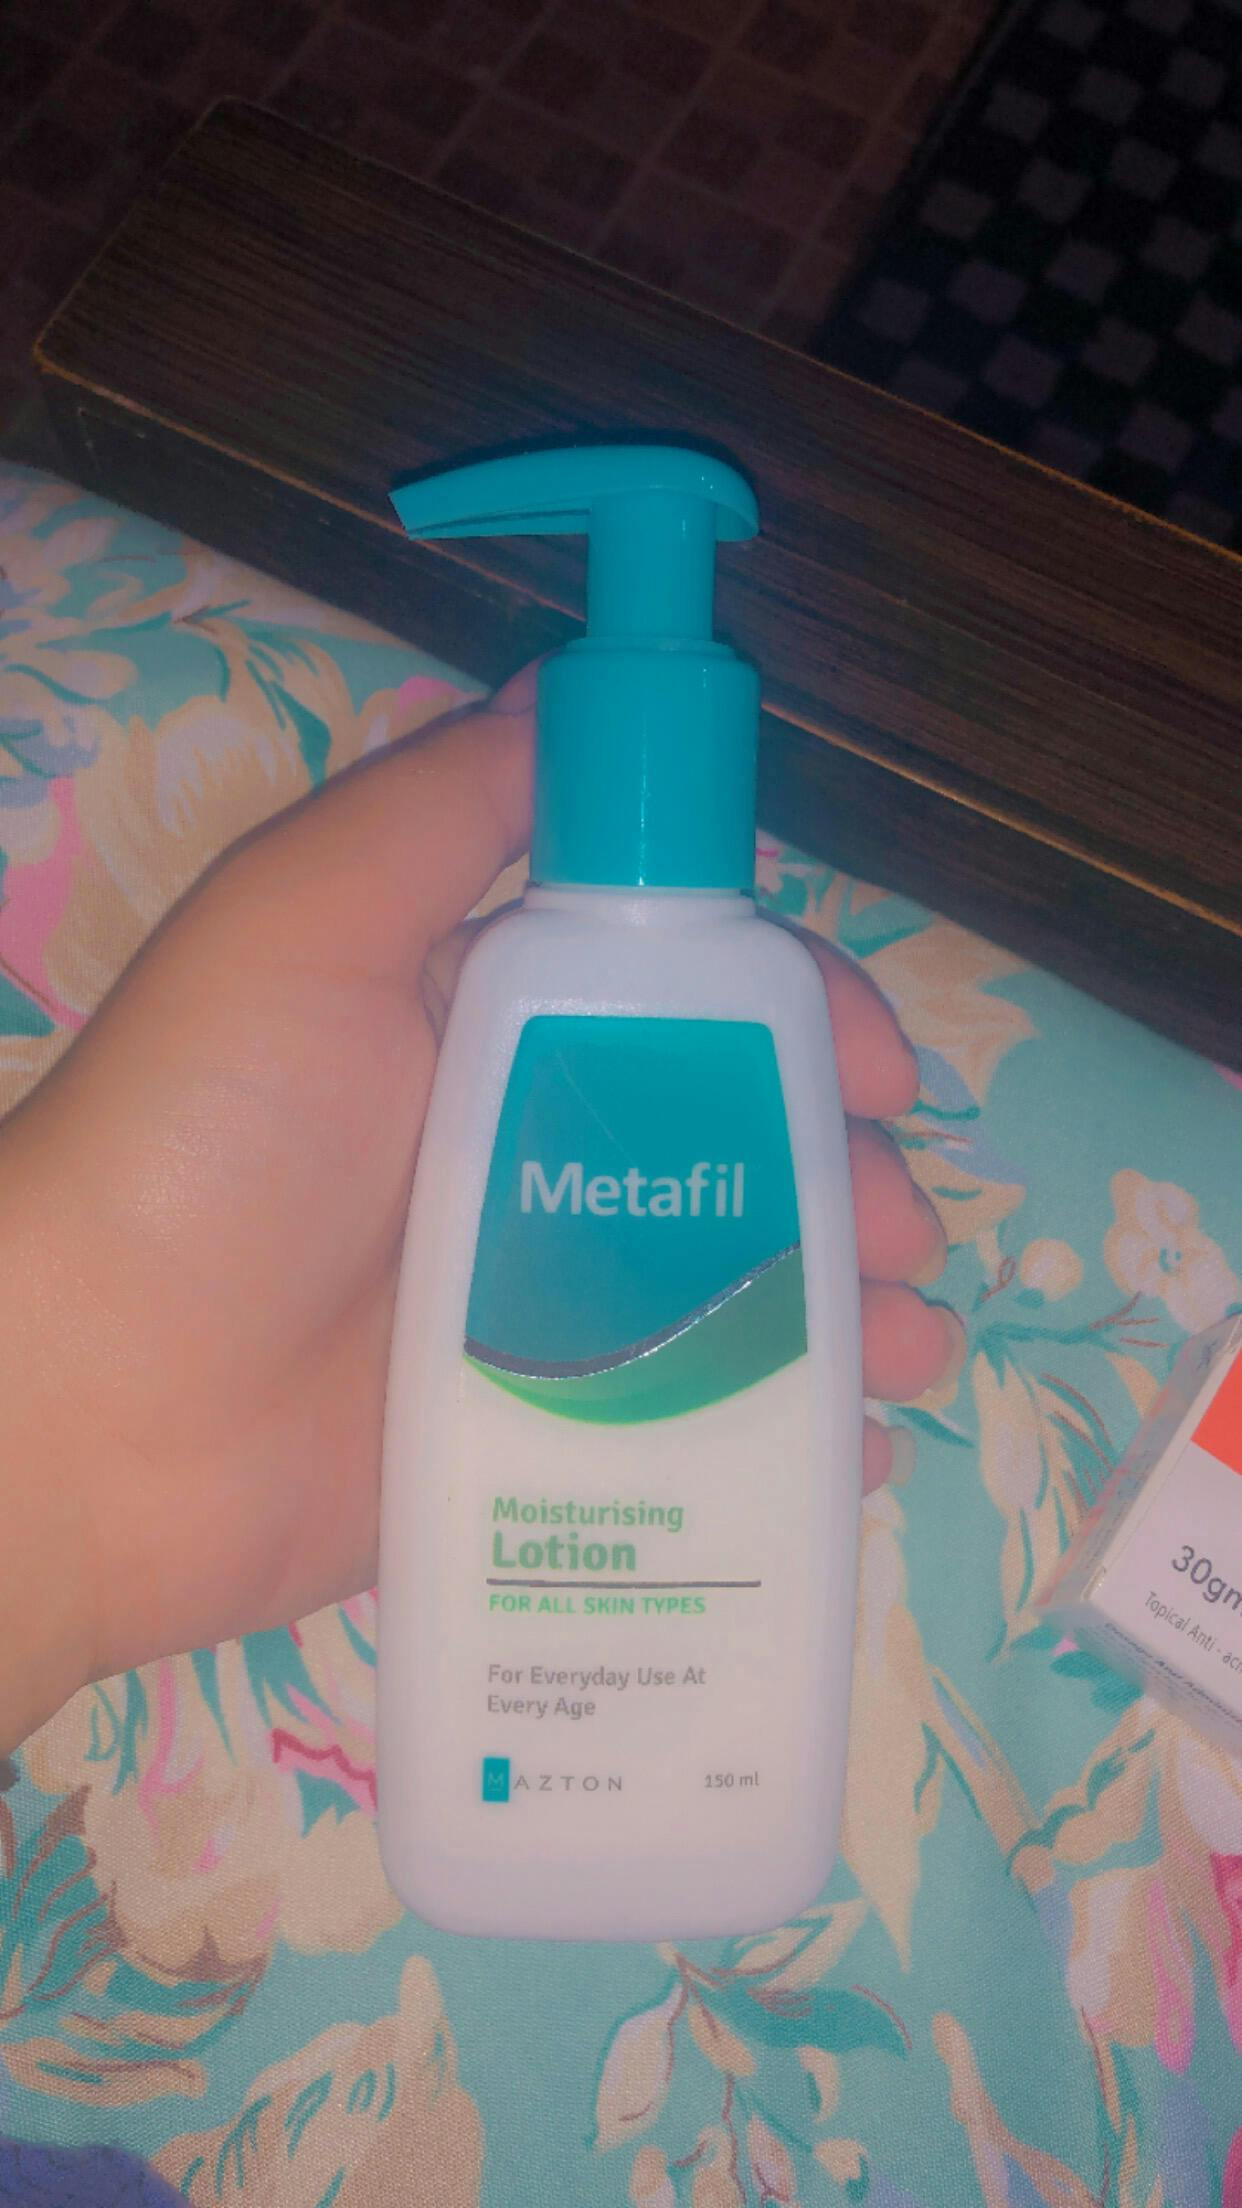 Metafil
Moisturising
Lotion
FOR ALL SKIN TYPES
For Everyday Use At
Every Age
MAZTON
150 ml
30gm
Topical Anti -